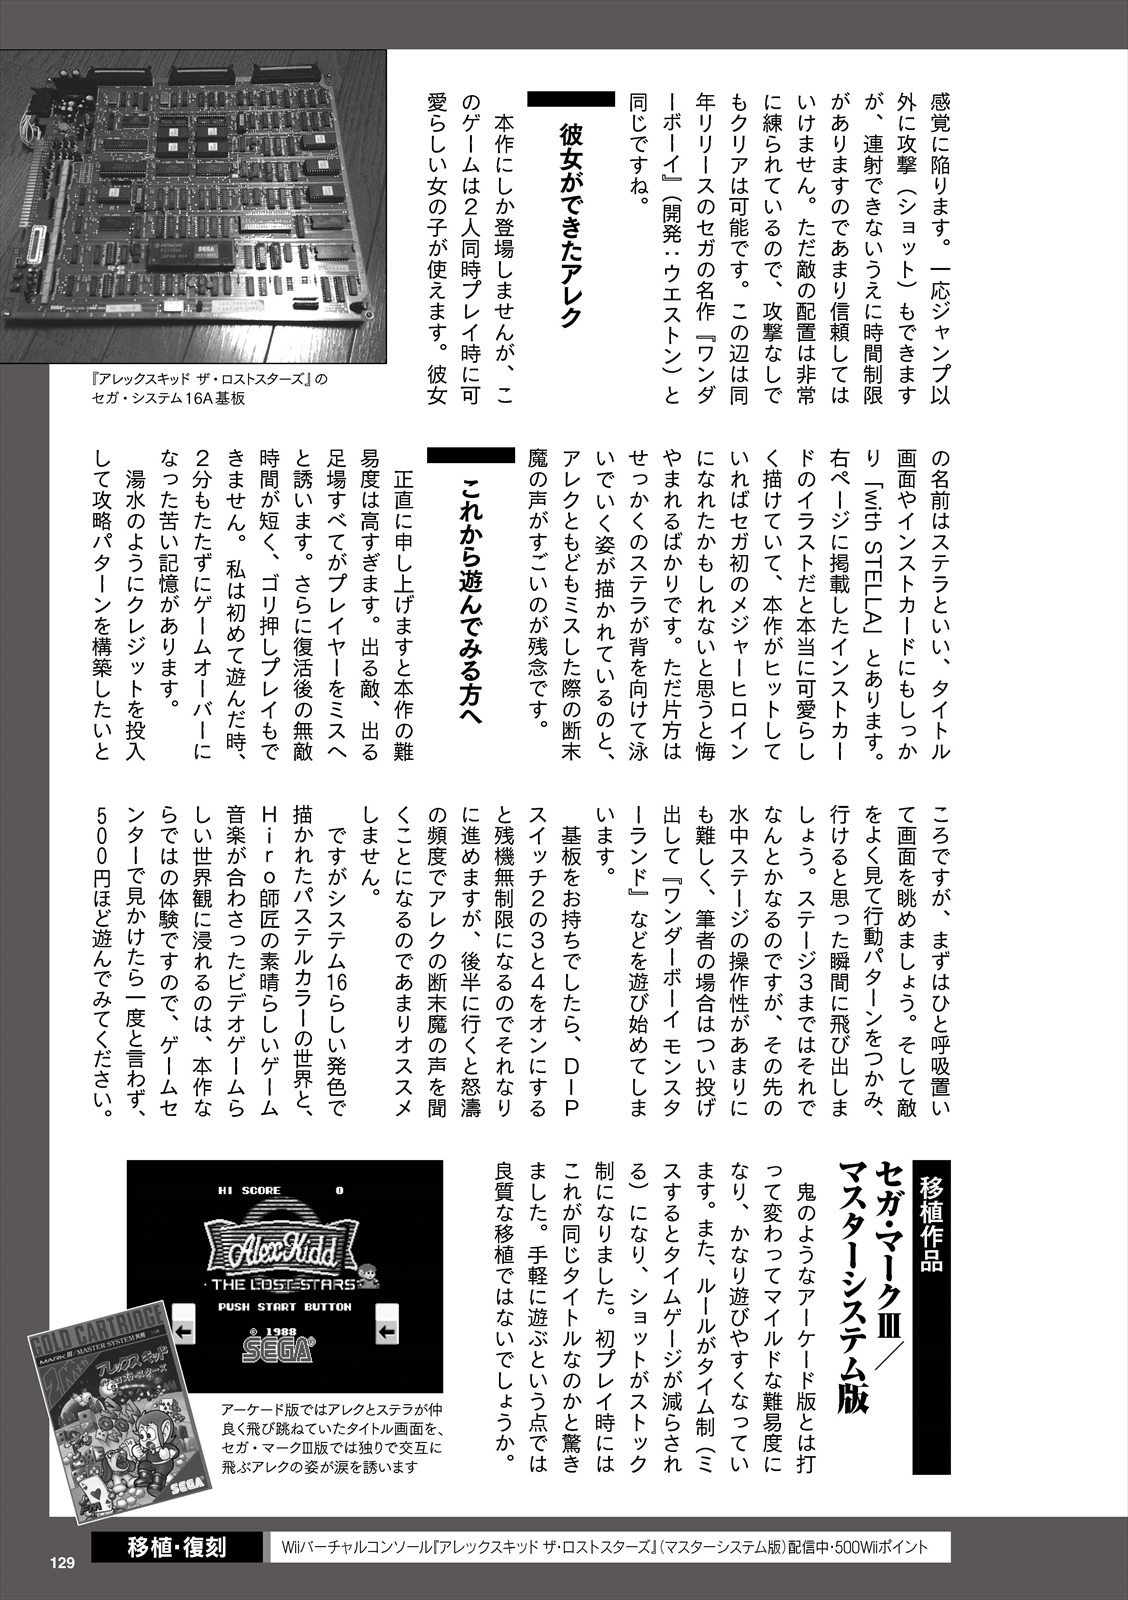 感覚に陥ります。一応ジャンプ以
外に攻撃（ショット）もできます
が、連射できないうえに時間制限
がありますのであまり信頼しては
いけません。ただ敵の配置は非常
に練られているので、攻撃なしで
もクリアは可能です。この辺は同
年リリースのセガの名作『ワンダ
ーボーイ』（開発：ウエストン）と
同じですね。
彼女ができたアレク
本作にしか登場しませんが、こ
のゲームは2人同時プレイ時に可
愛らしい女の子が使えます。彼女
『アレックスキッド ザ・ロストスターズ』の
セガ・システム16A基板
の名前はステラといい、タイトル
画面やインストカードにもしっか
り「with STELLA」とあります。
右ページに掲載したインストカー
ドのイラストだと本当に可愛らし
く描けていて、本作がヒットして
いればセガ初のメジャーヒロイン
になれたかもしれないと思うと悔
やまれるばかりです。ただ片方は
せっかくのステラが背を向けて泳
いでいく姿が描かれているのと、
アレクともどもミスした際の断末
魔の声がすごいのが残念です。
これから遊んでみる方へ
正直に申し上げますと本作の難
易度は高すぎます。出る敵、出る
足場すべてがプレイヤーをミスへ
と誘います。さらに復活後の無敵
時間が短く、ゴリ押しプレイもで
きません。私は初めて遊んだ時、
2分もたたずにゲームオーバーに
なった苦い記憶があります。
湯水のようにクレジットを投入
して攻略パターンを構築したいと
ころですが、まずはひと呼吸置い
て画面を眺めましょう。そして敵
をよく見て行動パターンをつかみ、
行けると思った瞬間に飛び出しま
しょう。ステージ3まではそれで
なんとかなるのですが、その先の
水中ステージの操作性があまりに
も難しく、筆者の場合はつい投げ
出して『ワンダーボーイ モンスタ
ーランド』などを遊び始めてしま
います。
基板をお持ちでしたら、DIP
スイッチ2の3と4をオンにする
と残機無制限になるのでそれなり
に進めますが、後半に行くと怒濤
の頻度でアレクの断末魔の声を聞
くことになるのであまりオススメ
しません。
ですがシステム16らしい発色で
描かれたパステルカラーの世界と、
Hiro師匠の素晴らしいゲーム
音楽が合わさったビデオゲームら
しい世界観に浸れるのは、本作な
らではの体験ですので、ゲームセ
ンターで見かけたら一度と言わず、
500円ほど遊んでみてください。
移植作品
セガ・マークⅢ／
マスターシステム版
鬼のようなアーケード版とは打
って変わってマイルドな難易度に
なり、かなり遊びやすくなってい
ます。また、ルールがタイム制（ミ
スするとタイムゲージが減らされ
る）になり、ショットがストック
制になりました。初プレイ時には
これが同じタイトルなのかと驚き
ました。手軽に遊ぶという点では
良質な移植ではないでしょうか。
HI SCORE 0
Alex Kidd
THE LOST STARS
PUSH START BUTTON
© 1988
SEGA®
GOLD CARTRIDGE
MARK III/MASTER SYSTEM専用
2M
アレックスキッド
ザ・ロストスターズ
FM
SEGA
アーケード版ではアレクとステラが仲
良く飛び跳ねていたタイトル画面を、
セガ・マークⅢ版では独りで交互に
飛ぶアレクの姿が涙を誘います
移植・復刻
Wiiバーチャルコンソール『アレックスキッド ザ・ロストスターズ』（マスターシステム版）配信中・500Wiiポイント
129